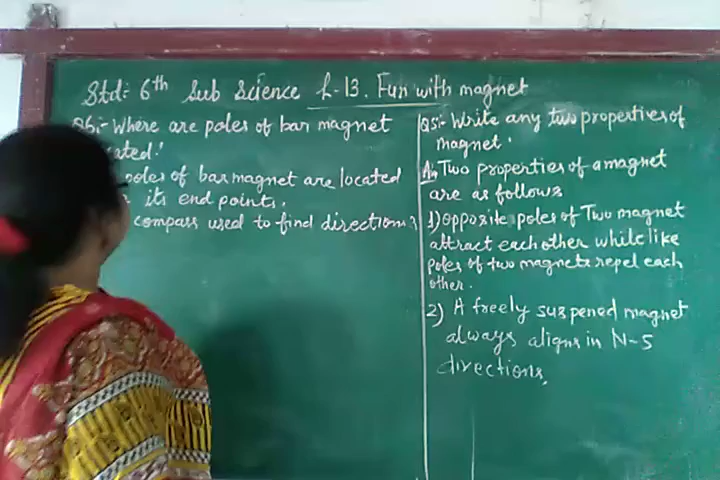 Std: 6th Sub Science L-13. Fun with magnet
Q6:- Where are poles of bar magnet
ated?
poles of bar magnet are located
its end points.
compass used to find direction?
Q5:- Write any two properties of
magnet.
A:- Two properties of a magnet
are as follows
1) opposite poles of Two magnet
attract each other while like
poles of two magnets repel each
other.
2) A freely suspened magnet
always aligns in N-S
directions.